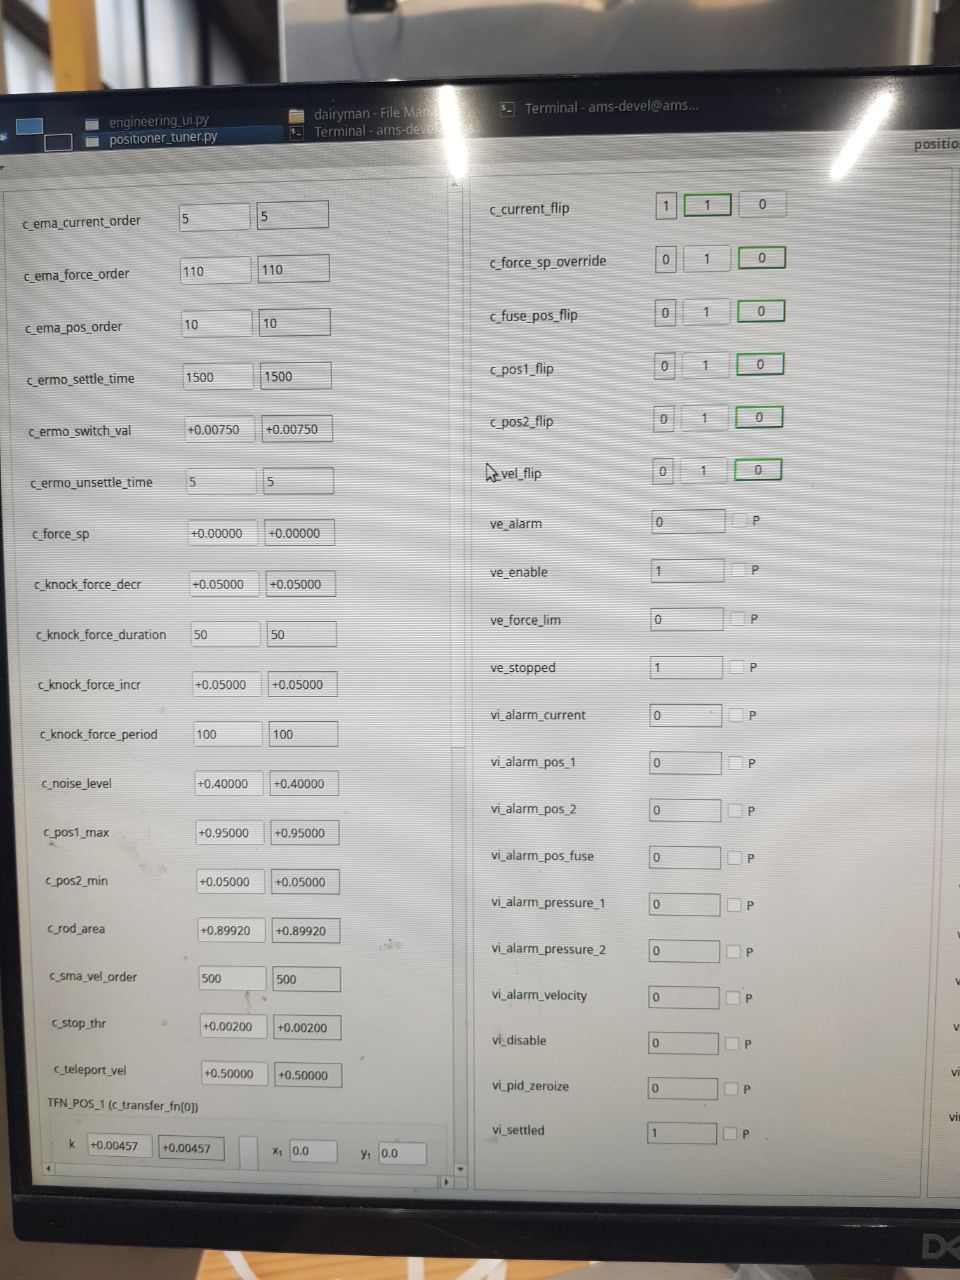 engineering_ui.py
positioner_tuner.py
dairyman - File
Terminal - ams-devel
Terminal - ams-devel@ams...
positio
c_ema_current_order 5 5
c_ema_force_order 110 110
c_ema_pos_order 10 10
c_ermo_settle_time 1500 1500
c_ermo_switch_val +0.00750 +0.00750
c_ermo_unsettle_time 5 5
c_force_sp +0.00000 +0.00000
c_knock_force_decr +0.05000 +0.05000
c_knock_force_duration 50 50
c_knock_force_incr +0.05000 +0.05000
c_knock_force_period 100 100
c_noise_level +0.40000 +0.40000
c_pos1_max +0.95000 +0.95000
c_pos2_min +0.05000 +0.05000
c_rod_area +0.89920 +0.89920
c_sma_vel_order 500 500
c_stop_thr +0.00200 +0.00200
c_teleport_vel +0.50000 +0.50000
TFN_POS_1 (c_transfer_fn[0])
k +0.00457 +0.00457 x₁ 0.0 y₁ 0.0
c_current_flip 1 1 0
c_force_sp_override 0 1 0
c_fuse_pos_flip 0 1 0
c_pos1_flip 0 1 0
c_pos2_flip 0 1 0
vel_flip 0 1 0
ve_alarm 0 P
ve_enable 1 P
ve_force_lim 0 P
ve_stopped 1 P
vi_alarm_current 0 P
vi_alarm_pos_1 0 P
vi_alarm_pos_2 0 P
vi_alarm_pos_fuse 0 P
vi_alarm_pressure_1 0 P
vi_alarm_pressure_2 0 P
vi_alarm_velocity 0 P
vi_disable 0 P
vi_pid_zeroize 0 P
vi_settled 1 P